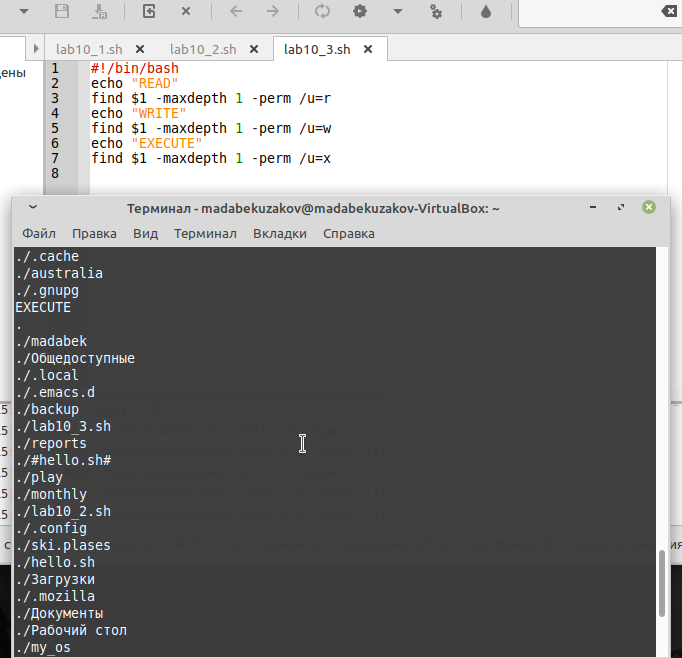 lab10_1.sh lab10_2.sh lab10_3.sh
ены
1 #!/bin/bash
2 echo "READ"
3 find $1 -maxdepth 1 -perm /u=r
4 echo "WRITE"
5 find $1 -maxdepth 1 -perm /u=w
6 echo "EXECUTE"
7 find $1 -maxdepth 1 -perm /u=x
8
Терминал - madabekuzakov@madabekuzakov-VirtualBox: ~
Файл Правка Вид Терминал Вкладки Справка
./.cache
./australia
./.gnupg
EXECUTE
.
./madabek
./Общедоступные
./.local
./.emacs.d
./backup
./lab10_3.sh
./reports
./#hello.sh#
./play
./monthly
./lab10_2.sh
./.config
./ski.plases
./hello.sh
./Загрузки
./.mozilla
./Документы
./Рабочий стол
./my_os